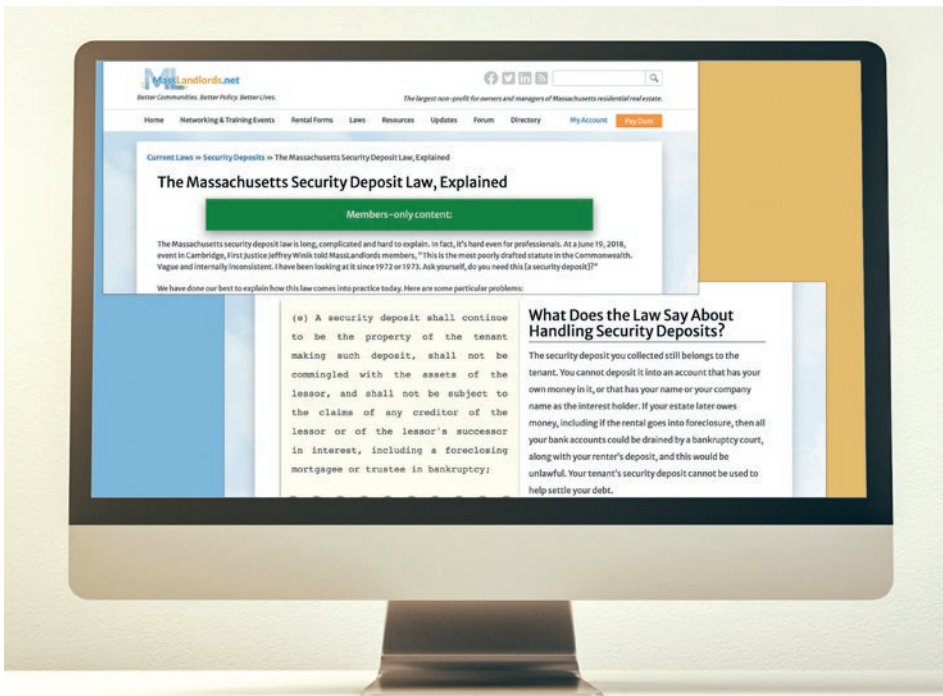 ML
MassLandlords.net
Better Communities. Better Policy. Better Lives.
The largest non-profit for owners and managers of Massachusetts residential real estate.
Home Networking & Training Events Rental Forms Laws Resources Updates Forum Directory My Account Pay Dues
Current Laws » Security Deposits » The Massachusetts Security Deposit Law, Explained
The Massachusetts Security Deposit Law, Explained
Members-only content:
The Massachusetts security deposit law is long, complicated and hard to explain. In fact, it's hard even for professionals. At a June 19, 2018,
event in Cambridge, First Justice Jeffrey Winik told MassLandlords members, "This is the most poorly drafted statute in the Commonwealth.
Vague and internally inconsistent. I have been looking at it since 1972 or 1973. Ask yourself, do you need this [a security deposit]?"
We have done our best to explain how this law comes into practice today. Here are some particular problems:
(e) A security deposit shall continue
to be the property of the tenant
making such deposit, shall not be
commingled with the assets of the
lessor, and shall not be subject to
the claims of any creditor of the
lessor or of the lessor's successor
in interest, including a foreclosing
mortgagee or trustee in bankruptcy;
What Does the Law Say About
Handling Security Deposits?
The security deposit you collected still belongs to the
tenant. You cannot deposit it into an account that has your
own money in it, or that has your name or your company
name as the interest holder. If your estate later owes
money, including if the rental goes into foreclosure, then all
your bank accounts could be drained by a bankruptcy court,
along with your renter's deposit, and this would be
unlawful. Your tenant's security deposit cannot be used to
help settle your debt.